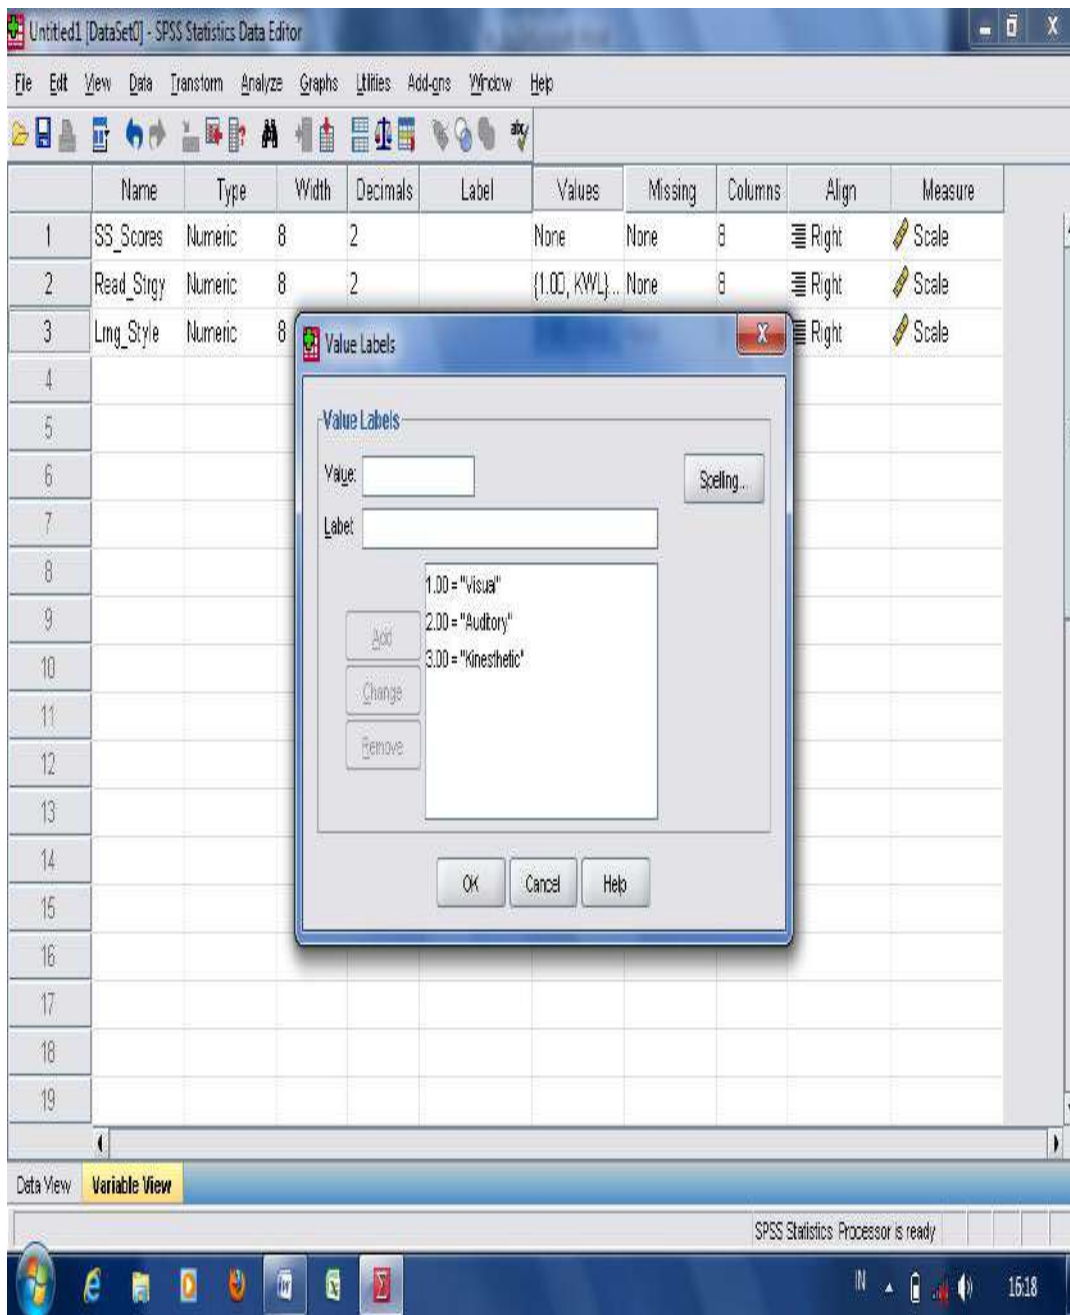 Untitled1 [DataSet0] - SPSS Statistics Data Editor
File Edit View Data Transform Analyze Graphs Utilities Add-ons Window Help
Name Type Width Decimals Label Values Missing Columns Align Measure
1 SS_Scores Numeric 8 2 None None 8 Right Scale
2 Read_Strgy Numeric 8 2 {1.00, KWL}... None 8 Right Scale
3 Lrng_Style Numeric 8 Right Scale
Value Labels
Value Labels
Value:
Spelling...
Label:
1.00 = "Visual"
2.00 = "Auditory"
3.00 = "Kinesthetic"
Add
Change
Remove
OK Cancel Help
4
5
6
7
8
9
10
11
12
13
14
15
16
17
18
19
Data View Variable View
SPSS Statistics Processor is ready
IN 16:18